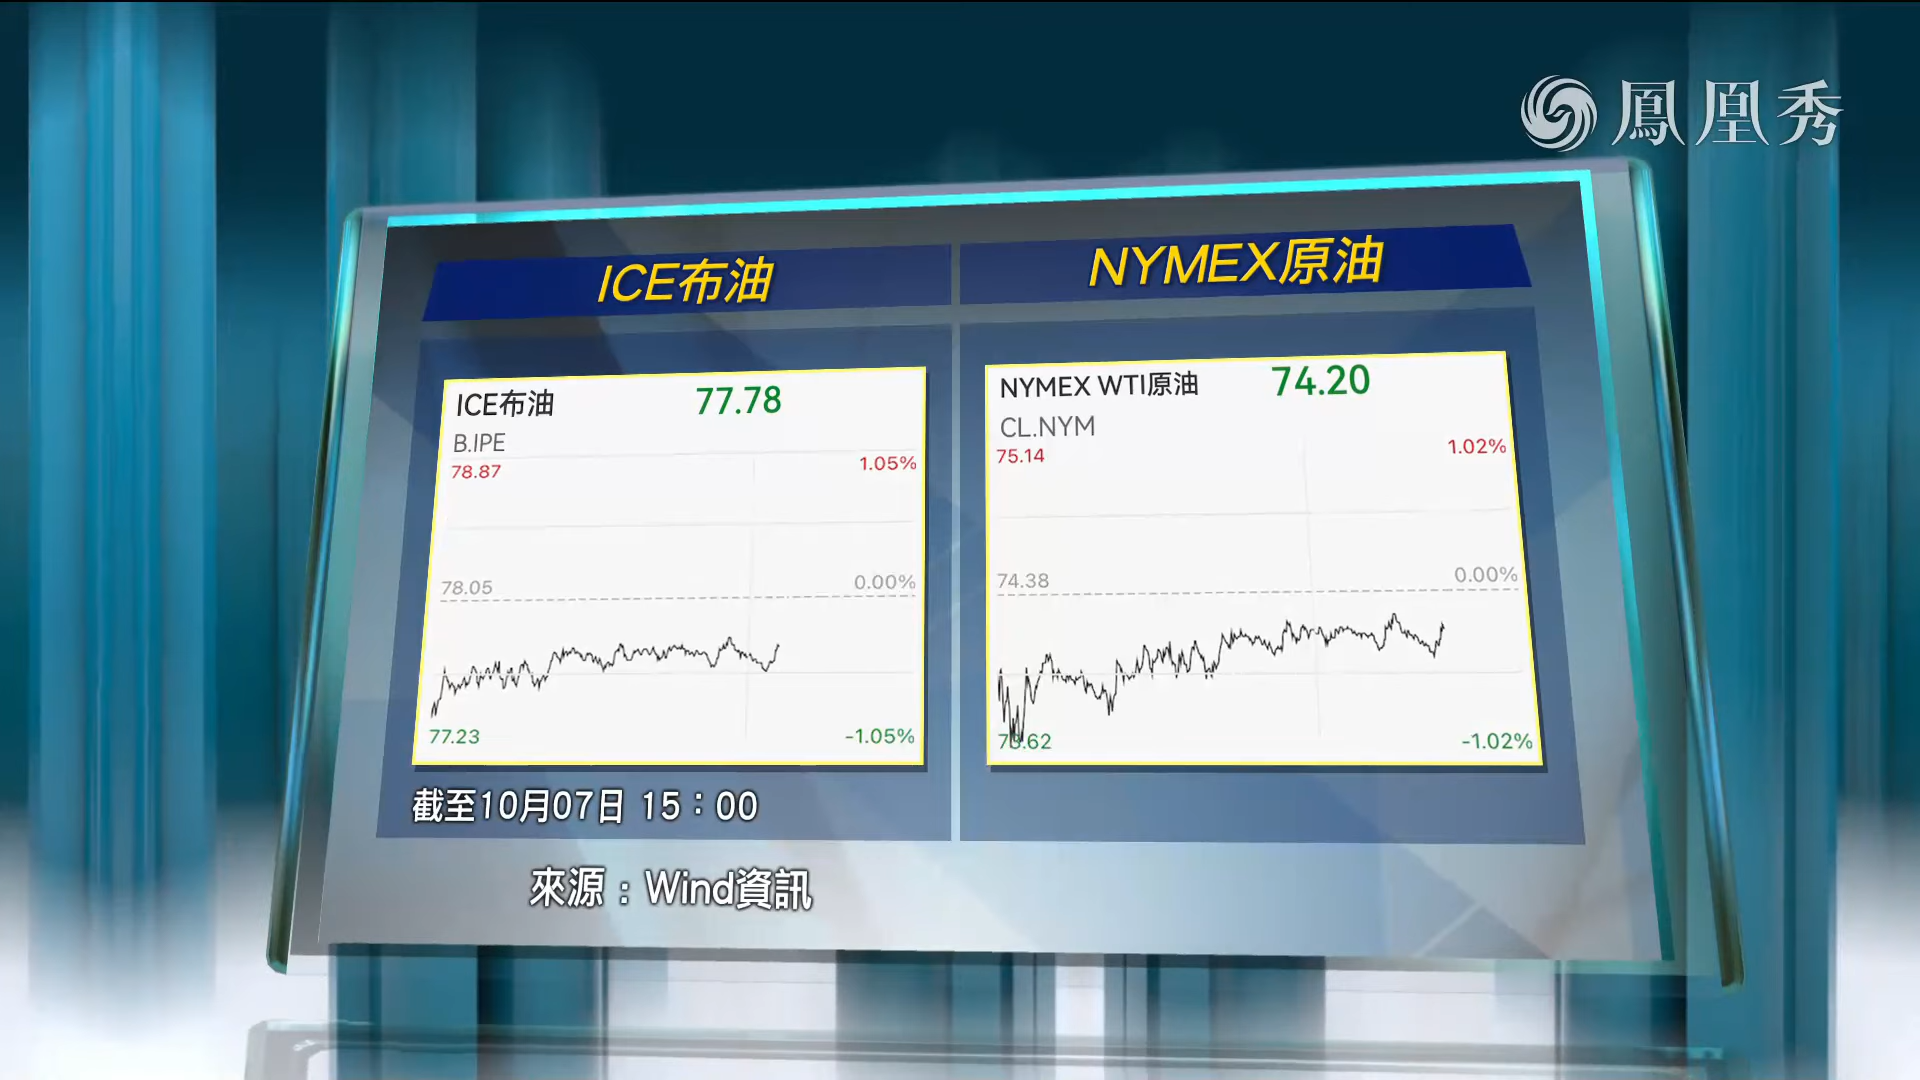 鳳凰秀
ICE布油
NYMEX原油
ICE布油 77.78
B.IPE
78.87 1.05%
78.05 0.00%
77.23 -1.05%
NYMEX WTI原油 74.20
CL.NYM
75.14 1.02%
74.38 0.00%
73.62 -1.02%
截至10月07日 15：00
來源：Wind資訊